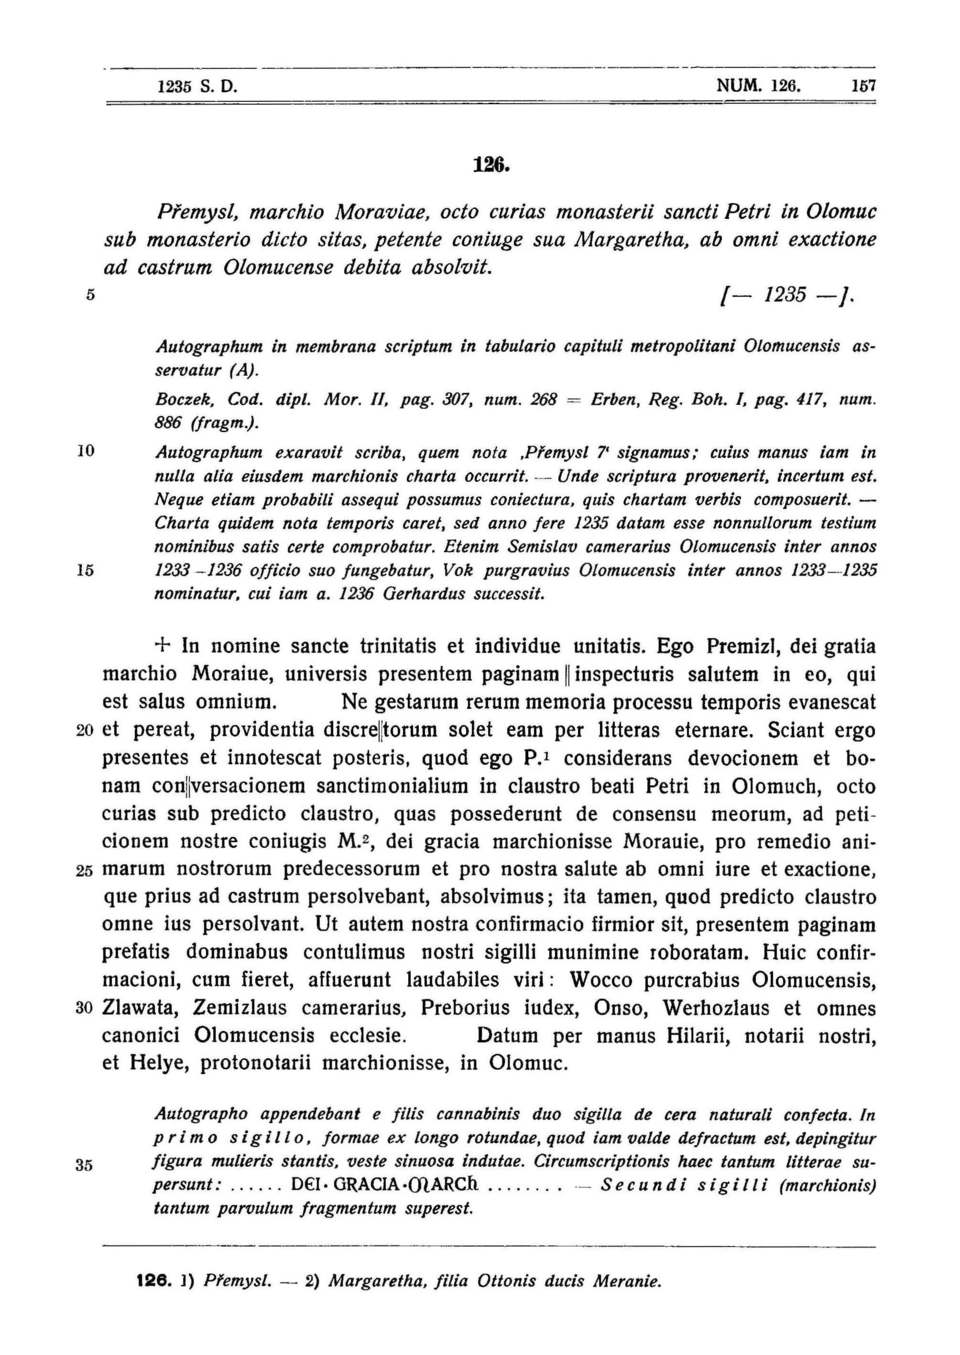 1235 S. D. NUM. 126. 157
126.
Přemysl, marchio Moraviae, octo curias monasterii sancti Petri in Olomuc
sub monasterio dicto sitas, petente coniuge sua Margaretha, ab omni exactione
ad castrum Olomucense debita absolvit.
5 [— 1235 —].
Autographum in membrana scriptum in tabulario capituli metropolitani Olomucensis as-
servatur (A).
Boczek, Cod. dipl. Mor. II, pag. 307, num. 268 = Erben, Reg. Boh. I, pag. 417, num.
886 (fragm.).
10 Autographum exaravit scriba, quem nota ‚Přemysl 7‘ signamus; cuius manus iam in
nulla alia eiusdem marchionis charta occurrit. — Unde scriptura provenerit, incertum est.
Neque etiam probabili assequi possumus coniectura, quis chartam verbis composuerit. —
Charta quidem nota temporis caret, sed anno fere 1235 datam esse nonnullorum testium
nominibus satis certe comprobatur. Etenim Semislav camerarius Olomucensis inter annos
15 1233–1236 officio suo fungebatur, Vok purgravius Olomucensis inter annos 1233—1235
nominatur, cui iam a. 1236 Gerhardus successit.
+ In nomine sancte trinitatis et individue unitatis. Ego Premizl, dei gratia
marchio Moraiue, universis presentem paginam || inspecturis salutem in eo, qui
est salus omnium. Ne gestarum rerum memoria processu temporis evanescat
20 et pereat, providentia discre||torum solet eam per litteras eternare. Sciant ergo
presentes et innotescat posteris, quod ego P.¹ considerans devocionem et bo-
nam con||versacionem sanctimonialium in claustro beati Petri in Olomuch, octo
curias sub predicto claustro, quas possederunt de consensu meorum, ad peti-
cionem nostre coniugis M.², dei gracia marchionisse Morauie, pro remedio ani-
25 marum nostrorum predecessorum et pro nostra salute ab omni iure et exactione,
que prius ad castrum persolvebant, absolvimus; ita tamen, quod predicto claustro
omne ius persolvant. Ut autem nostra confirmacio firmior sit, presentem paginam
prefatis dominabus contulimus nostri sigilli munimine roboratam. Huic confir-
macioni, cum fieret, affuerunt laudabiles viri: Wocco purcrabius Olomucensis,
30 Zlawata, Zemizlaus camerarius, Preborius iudex, Onso, Werhozlaus et omnes
canonici Olomucensis ecclesie. Datum per manus Hilarii, notarii nostri,
et Helye, protonotarii marchionisse, in Olomuc.
Autographo appendebant e filis cannabinis duo sigilla de cera naturali confecta. In
primo sigillo, formae ex longo rotundae, quod iam valde defractum est, depingitur
35 figura mulieris stantis, veste sinuosa indutae. Circumscriptionis haec tantum litterae su-
persunt: ...... DEI· GRACIA·MARCh ........ — Secundi sigilli (marchionis)
tantum parvulum fragmentum superest.
126. 1) Přemysl. — 2) Margaretha, filia Ottonis ducis Meranie.